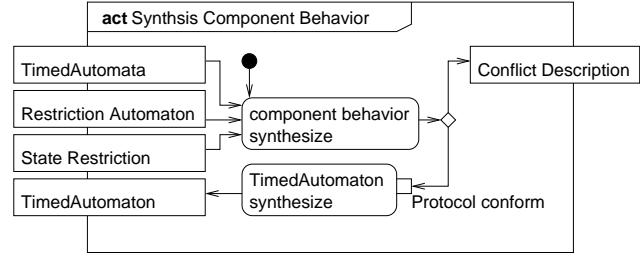 act Synthsis Component Behavior
TimedAutomata
Conflict Description
Restriction Automaton
component behavior
synthesize
State Restriction
TimedAutomaton
TimedAutomaton
synthesize
Protocol conform